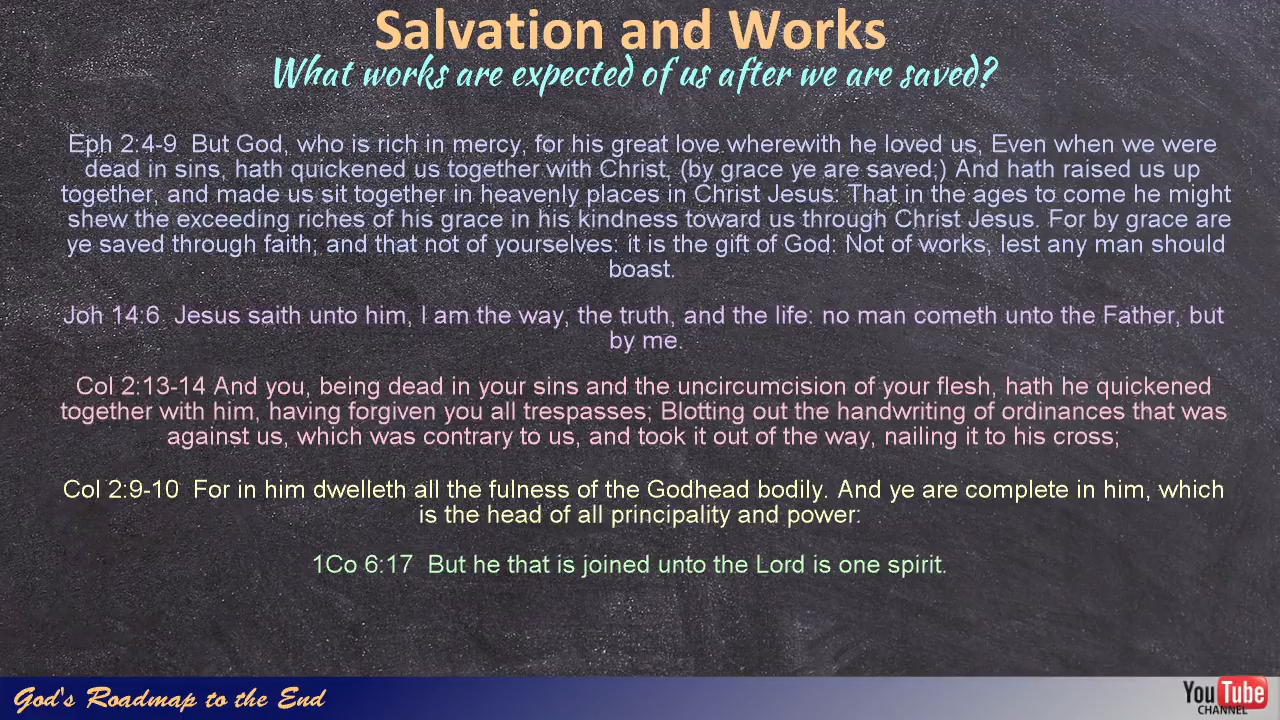 Salvation and Works
What works are expected of us after we are saved?
Eph 2:4-9  But God, who is rich in mercy, for his great love wherewith he loved us, Even when we were
dead in sins, hath quickened us together with Christ, (by grace ye are saved;) And hath raised us up
together, and made us sit together in heavenly places in Christ Jesus: That in the ages to come he might
shew the exceeding riches of his grace in his kindness toward us through Christ Jesus. For by grace are
ye saved through faith; and that not of yourselves: it is the gift of God: Not of works, lest any man should
boast.
Joh 14:6  Jesus saith unto him, I am the way, the truth, and the life: no man cometh unto the Father, but
by me.
Col 2:13-14 And you, being dead in your sins and the uncircumcision of your flesh, hath he quickened
together with him, having forgiven you all trespasses; Blotting out the handwriting of ordinances that was
against us, which was contrary to us, and took it out of the way, nailing it to his cross;
Col 2:9-10  For in him dwelleth all the fulness of the Godhead bodily. And ye are complete in him, which
is the head of all principality and power:
1Co 6:17  But he that is joined unto the Lord is one spirit.
God's Roadmap to the End
YouTube
CHANNEL